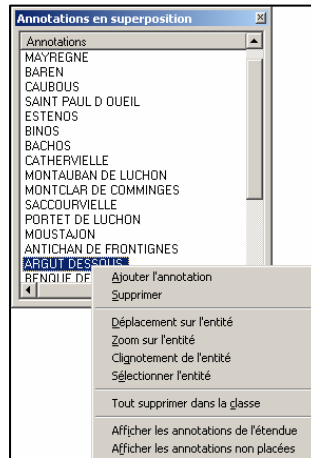 Annotations en superposition
Annotations
MAYREGNE
BAREN
CAUBOUS
SAINT PAUL D OUEIL
ESTENOS
BINOS
BACHOS
CATHERVIELLE
MONTAUBAN DE LUCHON
MONTCLAR DE COMMINGES
SACCOURVIELLE
PORTET DE LUCHON
MOUSTAJON
ANTICHAN DE FRONTIGNES
ARGUT DESSOUS
BENQUE DE
Ajouter l'annotation
Supprimer
Déplacement sur l'entité
Zoom sur l'entité
Clignotement de l'entité
Sélectionner l'entité
Tout supprimer dans la classe
Afficher les annotations de l'étendue
Afficher les annotations non placées